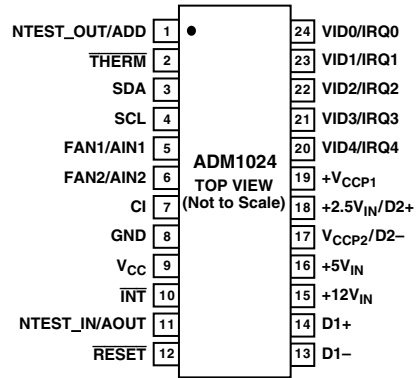 NTEST_OUT/ADD 1
THERM 2
SDA 3
SCL 4
FAN1/AIN1 5
FAN2/AIN2 6
CI 7
GND 8
VCC 9
INT 10
NTEST_IN/AOUT 11
RESET 12
ADM1024
TOP VIEW
(Not to Scale)
24 VID0/IRQ0
23 VID1/IRQ1
22 VID2/IRQ2
21 VID3/IRQ3
20 VID4/IRQ4
19 +VCCP1
18 +2.5VIN/D2+
17 VCCP2/D2–
16 +5VIN
15 +12VIN
14 D1+
13 D1–